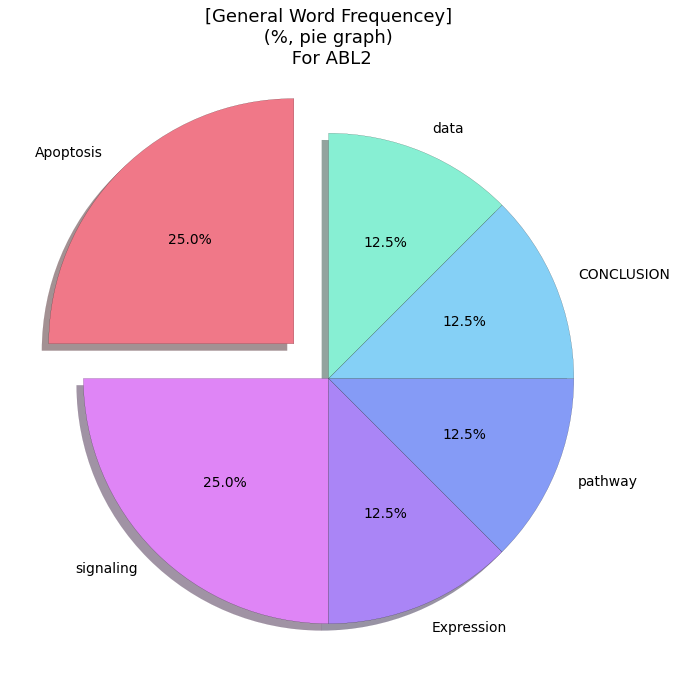 [General Word Frequencey]
(%, pie graph)
For ABL2
data
Apoptosis
25.0%
12.5%
CONCLUSION
12.5%
12.5%
pathway
25.0%
12.5%
signaling
Expression